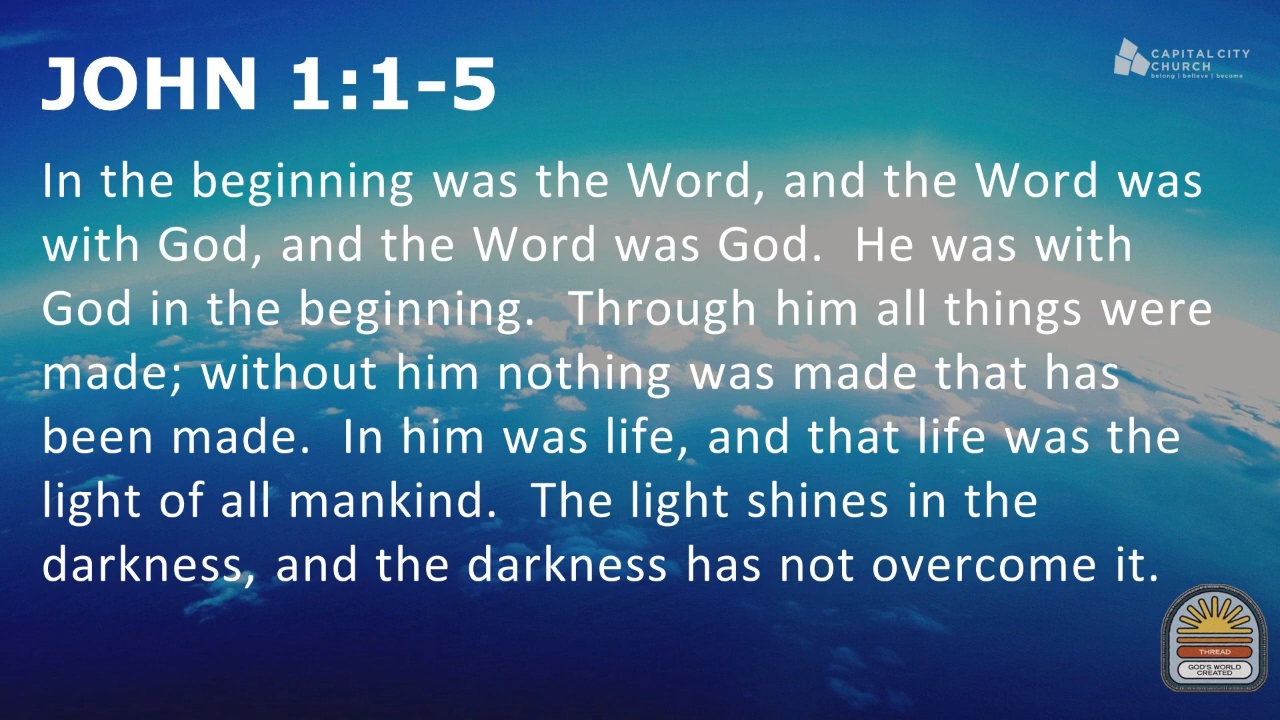 JOHN 1:1-5
CAPITAL CITY
CHURCH
belong | believe | become
In the beginning was the Word, and the Word was
with God, and the Word was God.  He was with
God in the beginning.  Through him all things were
made; without him nothing was made that has
been made.  In him was life, and that life was the
light of all mankind.  The light shines in the
darkness, and the darkness has not overcome it.
THREAD
GOD'S WORLD
CREATED